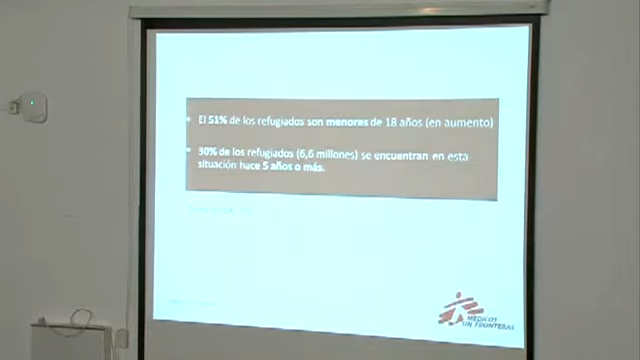 El 51% de los refugiados son menores de 18 años (en aumento)
30% de los refugiados (6,6 millones) se encuentran en esta
situación hace 5 años o más.
MEDICOS
SIN FRONTERAS